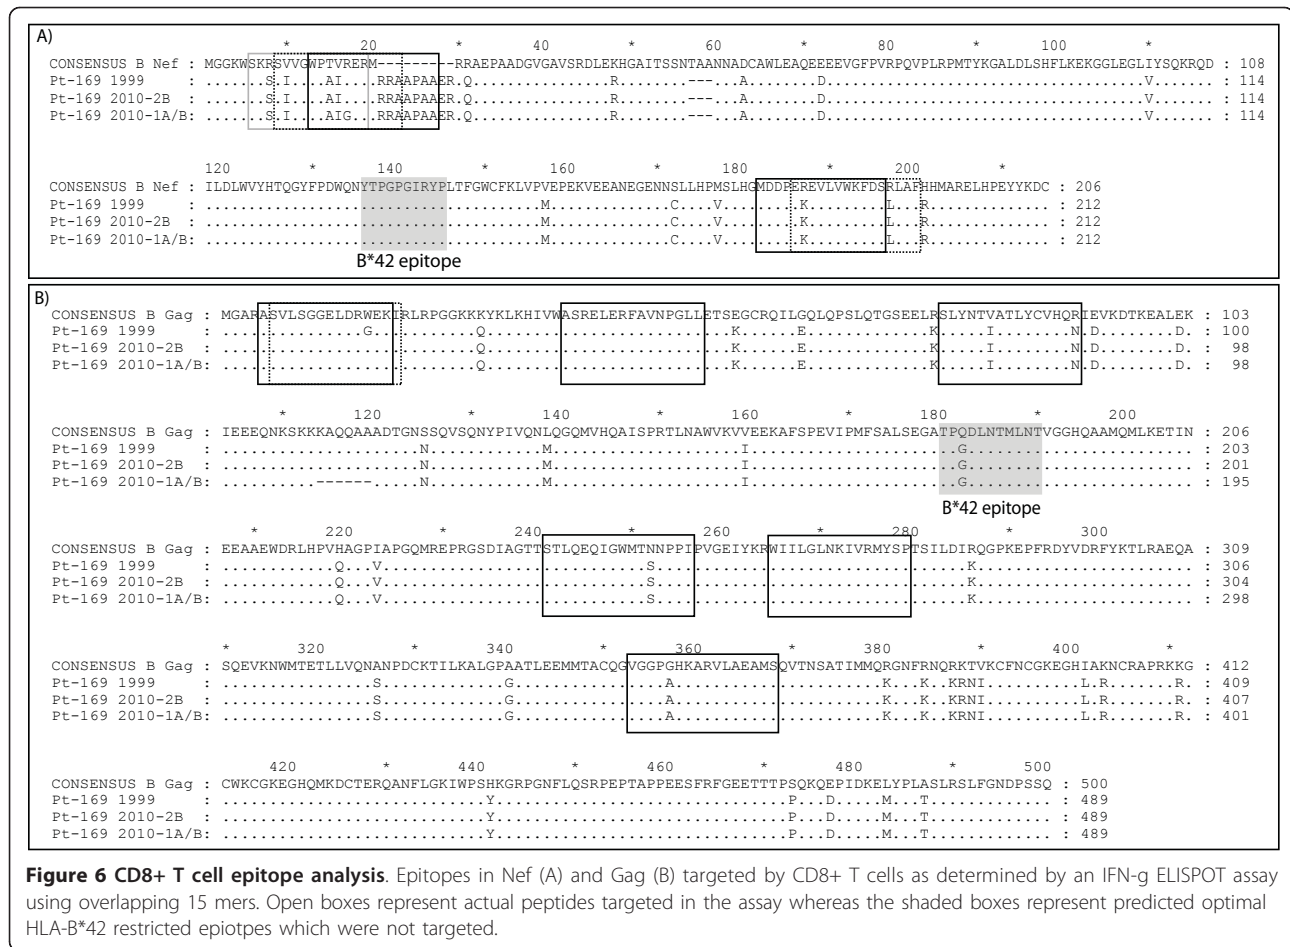 A)
* 20 * 40 * 60 * 80 * 100 *
CONSENSUS B Nef : MGGKWSKRSVVGWPTVRERM--------RRAEPAADGVGAVSRDLEKHGAITSSNTAANNADCAWLEAQEEEEVGFPVRPQVPLRPMTYKGALDLSHFLKEKGGLEGLIYSQKRQD : 108
Pt-169 1999 : ........S.I....AI....RRAAPAAER.Q.................R........---...A.........D......................................V....... : 114
Pt-169 2010-2B : ........S.I....AI....RRAAPAAER.Q.................R........---...A.........D......................................V....... : 114
Pt-169 2010-1A/B : ........S.I....AIG...RRAAPAAER.Q.................R........---...A.........D......................................V....... : 114
120 * 140 * 160 * 180 * 200 *
CONSENSUS B Nef : ILDLWVYHTQGYFPDWQNYTPGPGIRYPLTFGWCFKLVPVEPEKVEEANEGENNSLLHPMSLHGMDDPEREVLVWKFDSRLAFHHMARELHPEYYKDC : 206
Pt-169 1999 : .......................................M..............C....V.........K.........L...R.............. : 212
Pt-169 2010-2B : .......................................M..............C....V.........K.........L...R.............. : 212
Pt-169 2010-1A/B : .......................................M..............C....V.........K.........L...R.............. : 212
B*42 epitope
B)
CONSENSUS B Gag : MGARASVLSGGELDRWEKIRLRPGGKKKYKLKHIVWASRELERFAVNPGLLETSEGCRQILGQLQPSLQTGSEELRSLYNTVATLYCVHQRIEVKDTKEALEK : 103
Pt-169 1999 : ...............G............Q..........................K......E..............K.....I........N.D........D. : 100
Pt-169 2010-2B : ............................Q..........................K......E..............K.....I........N.D........D. : 98
Pt-169 2010-1A/B: ............................Q..........................K......E..............K.....I........N.D........D. : 98
* 120 * 140 * 160 * 180 * 200
CONSENSUS B Gag : IEEEQNKSKKKAQQAAADTGNSSQVSQNYPIVQNLQGQMVHQAISPRTLNAWVKVVEEKAFSPEVIPMFSALSEGATPQDLNTMLNTVGGHQAAMQMLKETIN : 206
Pt-169 1999 : .....................N............M....................I.......................G....................... : 203
Pt-169 2010-2B : .....................N............M....................I.......................G....................... : 201
Pt-169 2010-1A/B: ..........------.....N............M....................I.......................G....................... : 195
B*42 epitope
* 220 * 240 * 260 * 280 * 300
CONSENSUS B Gag : EEAAEWDRLHPVHAGPIAPGQMREPRGSDIAGTTSTLQEQIGWMTNNPPIPVGEIYKRWIILGLNKIVRMYSPTSILDIRQGPKEPFRDYVDRFYKTLRAEQA : 309
Pt-169 1999 : ............Q...V............................S..................................K...................... : 306
Pt-169 2010-2B : ............Q...V............................S..................................K...................... : 304
Pt-169 2010-1A/B: ............Q...V............................S..................................K...................... : 298
* 320 * 340 * 360 * 380 * 400 *
CONSENSUS B Gag : SQEVKNWMTETLLVQNANPDCKTILKALGPAATLEEMMTACQGVGGPGHKARVLAEAMSQVTNSATIMMQRGNFRNQRKTVKCFNCGKEGHIAKNCRAPRKKG : 412
Pt-169 1999 : ................S.............G.................A......................K...K..KRNI..........L.R.......R. : 409
Pt-169 2010-2B : ................S.............G.................A......................K...K..KRNI..........L.R.......R. : 407
Pt-169 2010-1A/B: ................S.............G.................A......................K...K..KRNI..........L.R.......R. : 401
420 * 440 * 460 * 480 * 500
CONSENSUS B Gag : CWKCGKEGHQMKDCTERQANFLGKIWPSHKGRPGNFLQSRPEPTAPPEESFRFGEETTTPSQKQEPIDKELYPLASLRSLFGNDPSSQ : 500
Pt-169 1999 : ............................Y...............................P...D.....M...T............. : 489
Pt-169 2010-2B : ............................Y...............................P...D.....M...T............. : 489
Pt-169 2010-1A/B: ............................Y...............................P...D.....M...T............. : 489
Figure 6 CD8+ T cell epitope analysis. Epitopes in Nef (A) and Gag (B) targeted by CD8+ T cells as determined by an IFN-g ELISPOT assay
using overlapping 15 mers. Open boxes represent actual peptides targeted in the assay whereas the shaded boxes represent predicted optimal
HLA-B*42 restricted epiotpes which were not targeted.